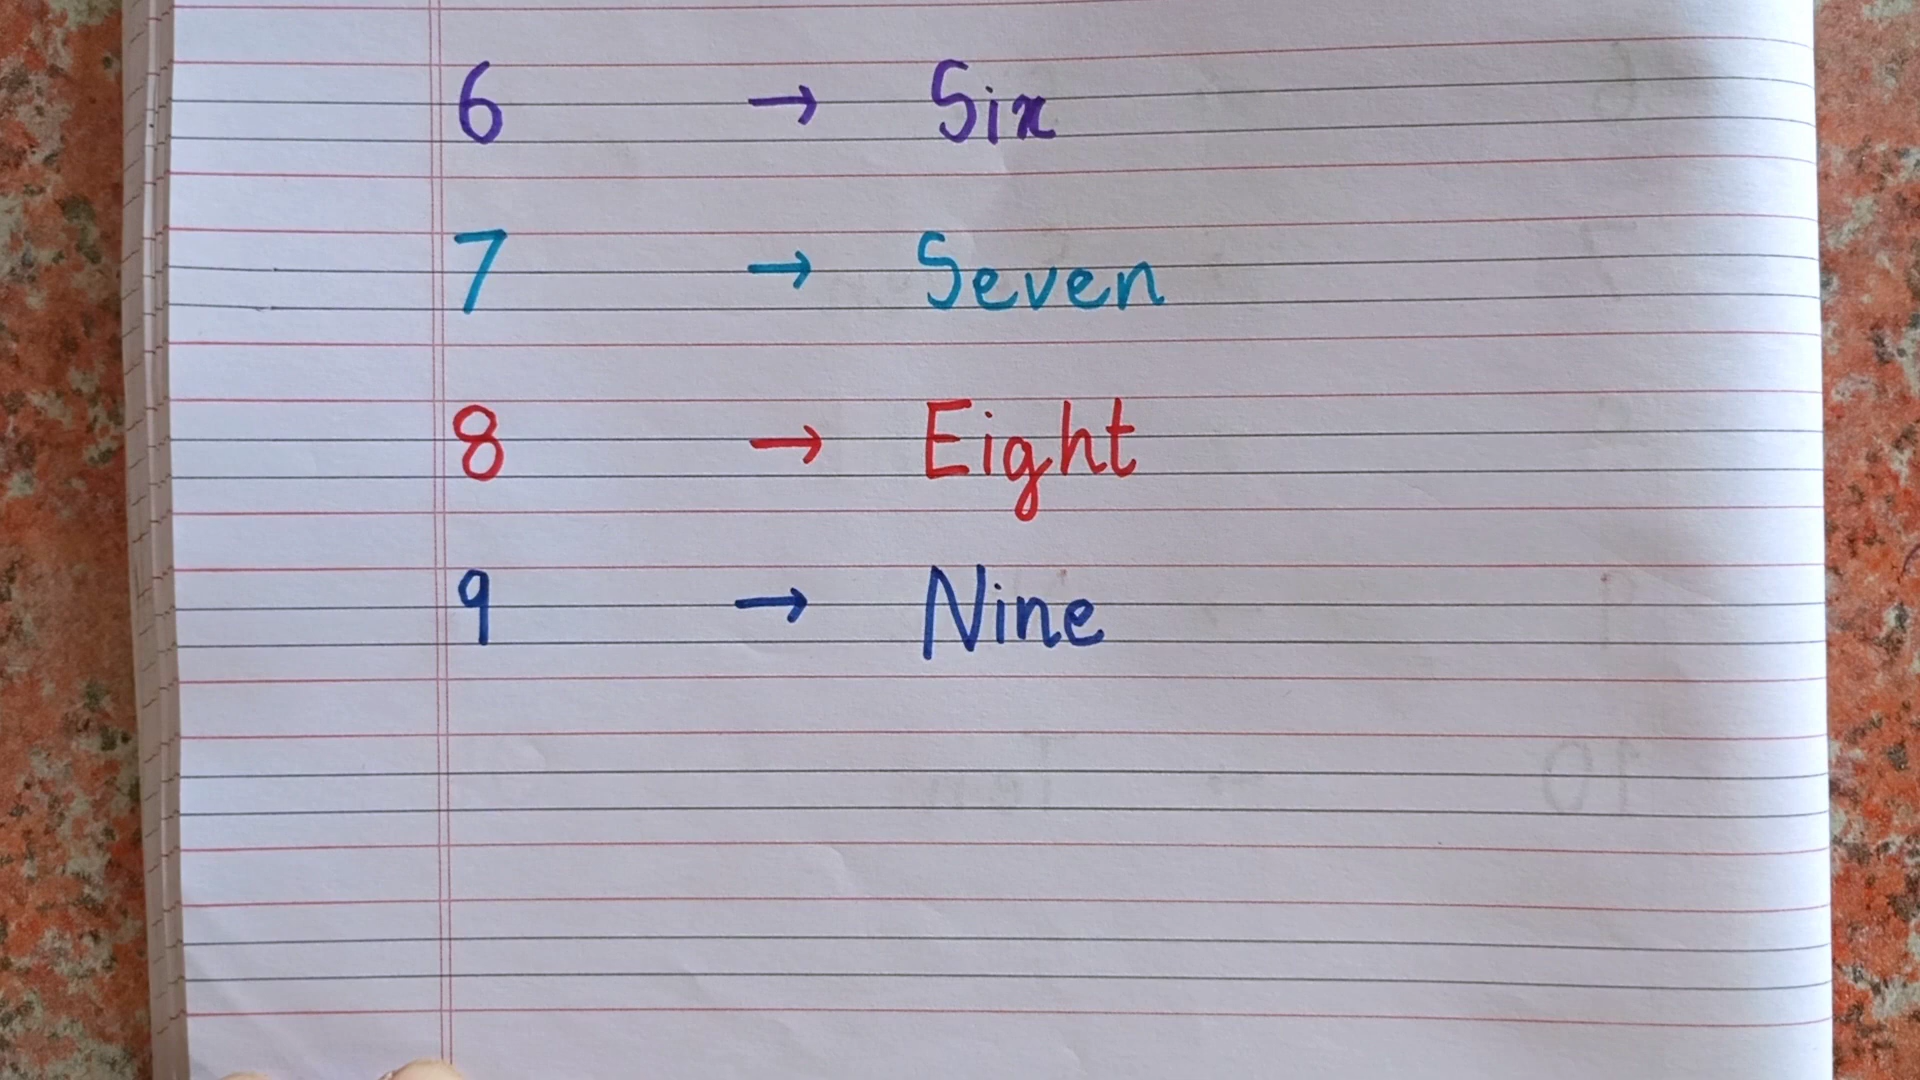 6 → Six
7 → Seven
8 → Eight
9 → Nine